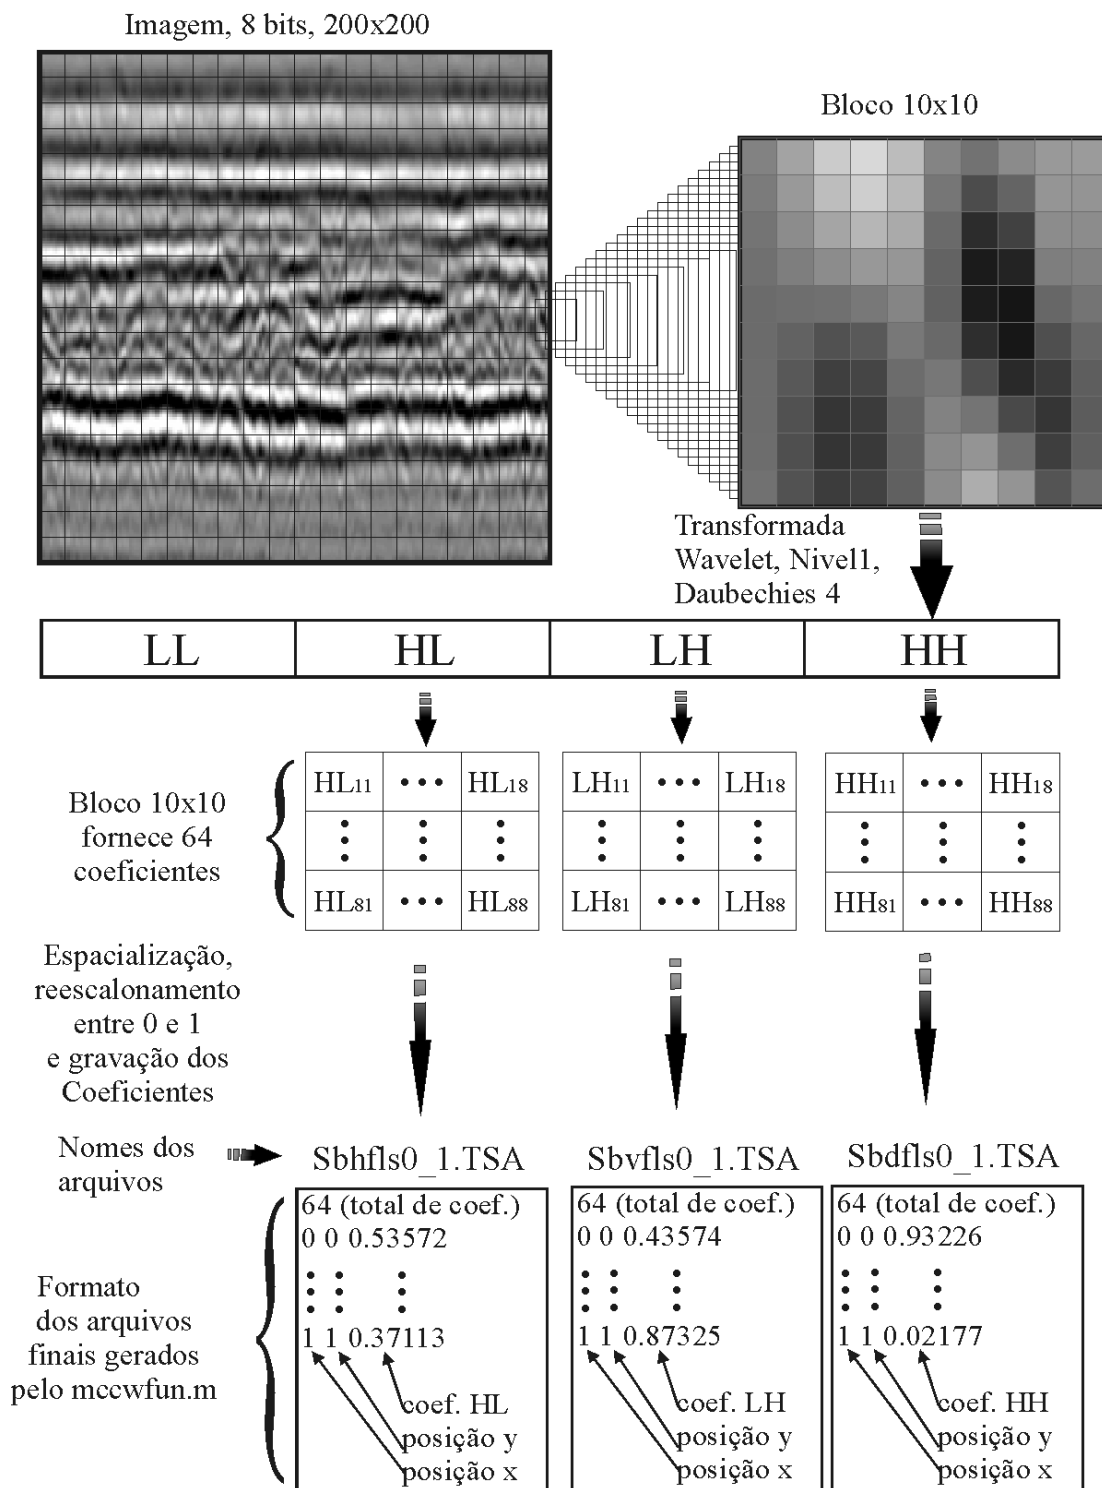 Imagem, 8 bits, 200x200
Bloco 10x10
Transformada
Wavelet, Nivel1,
Daubechies 4
LL HL LH HH
Bloco 10x10
fornece 64
coeficientes
HL11 ••• HL18
HL81 ••• HL88
LH11 ••• LH18
LH81 ••• LH88
HH11 ••• HH18
HH81 ••• HH88
Espacialização,
reescalonamento
entre 0 e 1
e gravação dos
Coeficientes
Nomes dos
arquivos
Sbhfls0_1.TSA
Sbvfls0_1.TSA
Sbdfls0_1.TSA
Formato
dos arquivos
finais gerados
pelo mccwfun.m
64 (total de coef.)
0 0 0.53572
1 1 0.37113
coef. HL
posição y
posição x
64 (total de coef.)
0 0 0.43574
1 1 0.87325
coef. LH
posição y
posição x
64 (total de coef.)
0 0 0.93226
1 1 0.02177
coef. HH
posição y
posição x